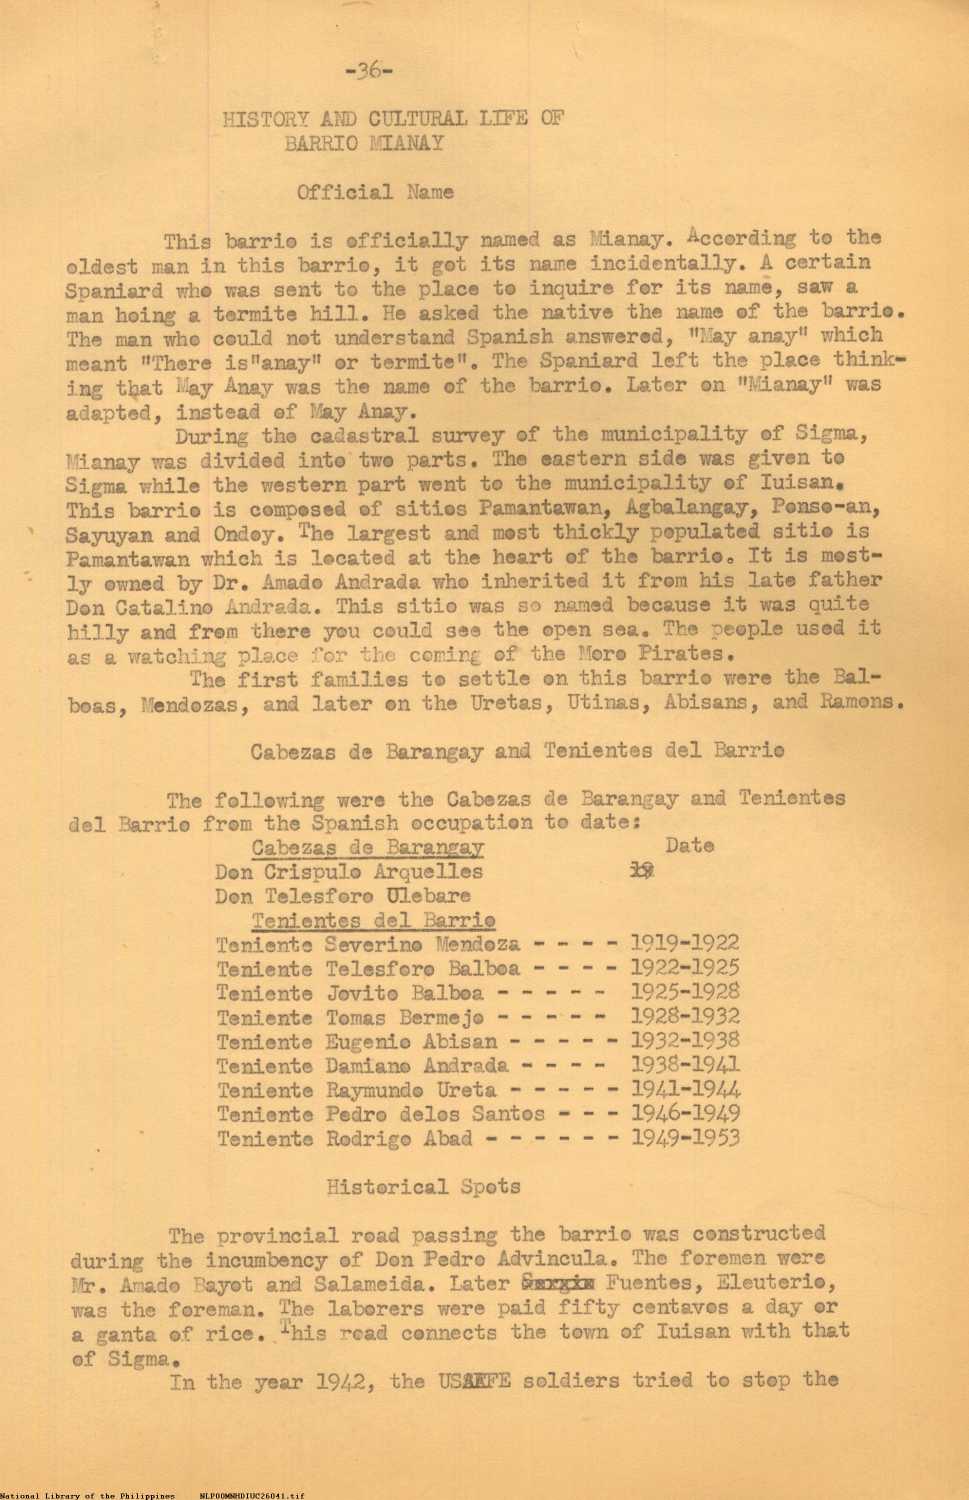 -36-
HISTORY AND CULTURAL LIFE OF
BARRIO MIANAY
Official Name
This barrio is officially named as Mianay. According to the
oldest man in this barrio, it got its name incidentally. A certain
Spaniard who was sent to the place to inquire for its name, saw a
man hoing a termite hill. He asked the native the name of the barrio.
The man who could not understand Spanish answered, "May anay" which
meant "There is"anay" or termite". The Spaniard left the place think-
ing that May Anay was the name of the barrio. Later on "Mianay" was
adapted, instead of May Anay.
During the cadastral survey of the municipality of Sigma,
Mianay was divided into two parts. The eastern side was given to
Sigma while the western part went to the municipality of Iuisan.
This barrio is composed of sitios Pamantawan, Agbalangay, Ponso-an,
Sayuyan and Ondoy. The largest and most thickly populated sitio is
Pamantawan which is located at the heart of the barrio. It is most-
ly owned by Dr. Amado Andrada who inherited it from his late father
Don Catalino Andrada. This sitio was so named because it was quite
hilly and from there you could see the open sea. The people used it
as a watching place for the coming of the Moro Pirates.
The first families to settle on this barrio were the Bal-
boas, Mendozas, and later on the Uretas, Utinas, Abisans, and Ramons.
Cabezas de Barangay and Tenientes del Barrio
The following were the Cabezas de Barangay and Tenientes
del Barrio from the Spanish occupation to date:
Cabezas de Barangay Date
Don Crispulo Arquelles
Don Telesforo Ulebare
Tenientes del Barrio
Teniente Severino Mendoza - - - - 1919-1922
Teniente Telesforo Balboa - - - - 1922-1925
Teniente Jovito Balboa - - - - - 1925-1928
Teniente Tomas Bermejo - - - - - 1928-1932
Teniente Eugenio Abisan - - - - - 1932-1938
Teniente Damiano Andrada - - - - 1938-1941
Teniente Raymundo Ureta - - - - - 1941-1944
Teniente Pedro delos Santos - - - 1946-1949
Teniente Rodrigo Abad - - - - - - 1949-1953
Historical Spots
The provincial road passing the barrio was constructed
during the incumbency of Don Pedro Advincula. The foremen were
Mr. Amado Bayot and Salameida. Later Fuentes, Eleuterio,
was the foreman. The laborers were paid fifty centavos a day or
a ganta of rice. This road connects the town of Iuisan with that
of Sigma.
In the year 1942, the USAFFE soldiers tried to stop the
National Library of the Philippines NLP00MNHDIUC26041.tif